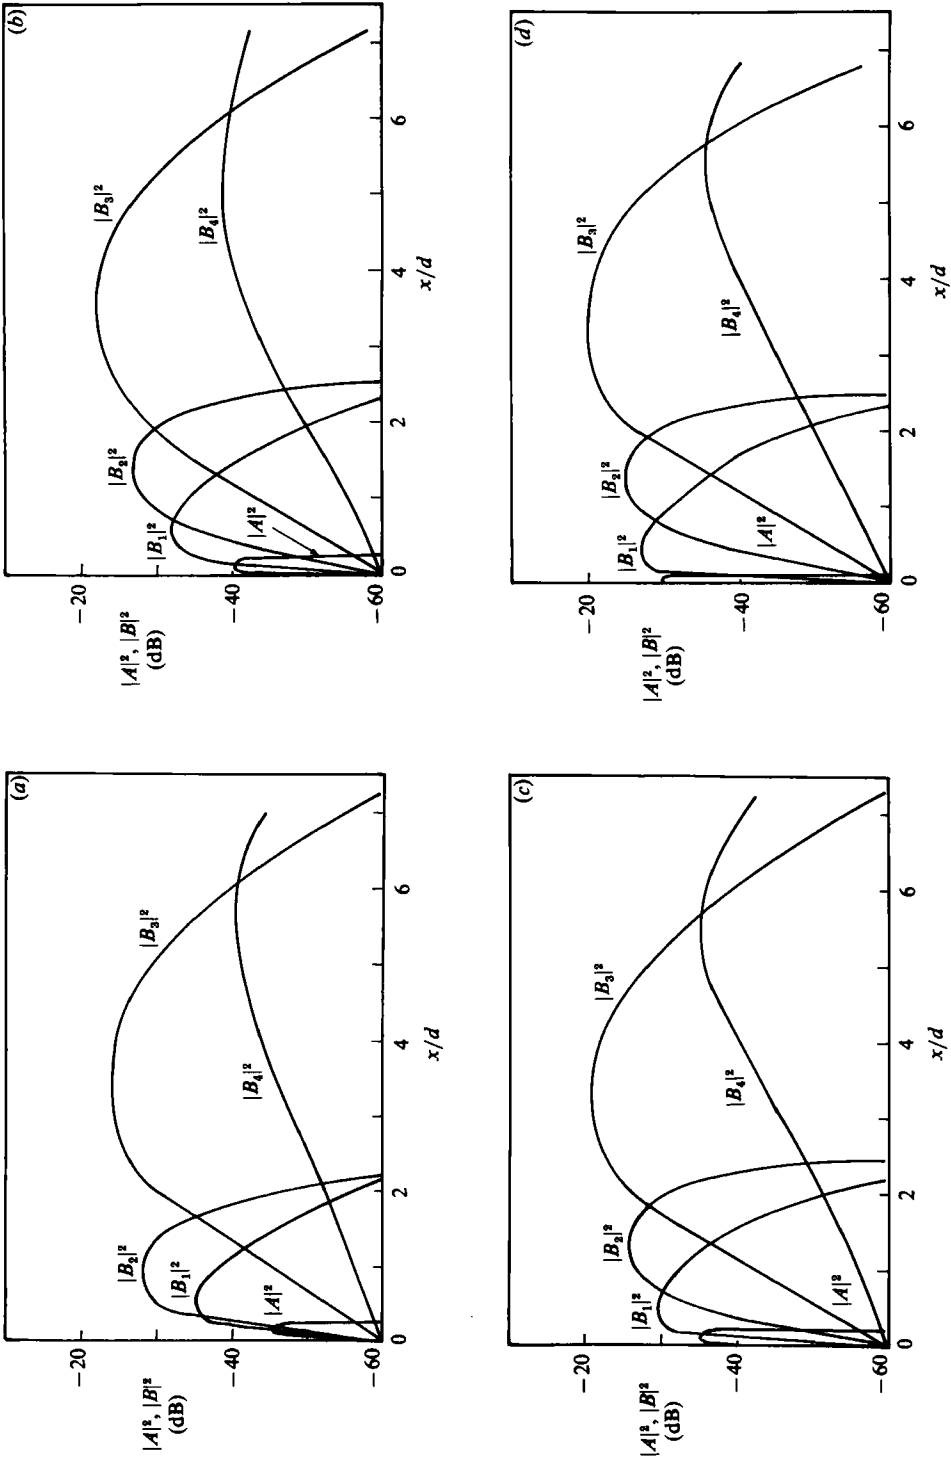 (a)
|A|², |B|²
(dB)
−20
−40
−60
|B₃|²
|B₂|²
|B₁|²
|B₄|²
|A|²
0
2
4
6
x/d
(b)
|A|², |B|²
(dB)
−20
−40
−60
|B₃|²
|B₄|²
|B₂|²
|B₁|²
|A|²
0
2
4
6
x/d
(c)
|A|², |B|²
(dB)
−20
−40
−60
|B₃|²
|B₂|²
|B₁|²
|B₄|²
|A|²
0
2
4
6
x/d
(d)
|A|², |B|²
(dB)
−20
−40
−60
|B₃|²
|B₂|²
|B₁|²
|B₄|²
|A|²
0
2
4
6
x/d